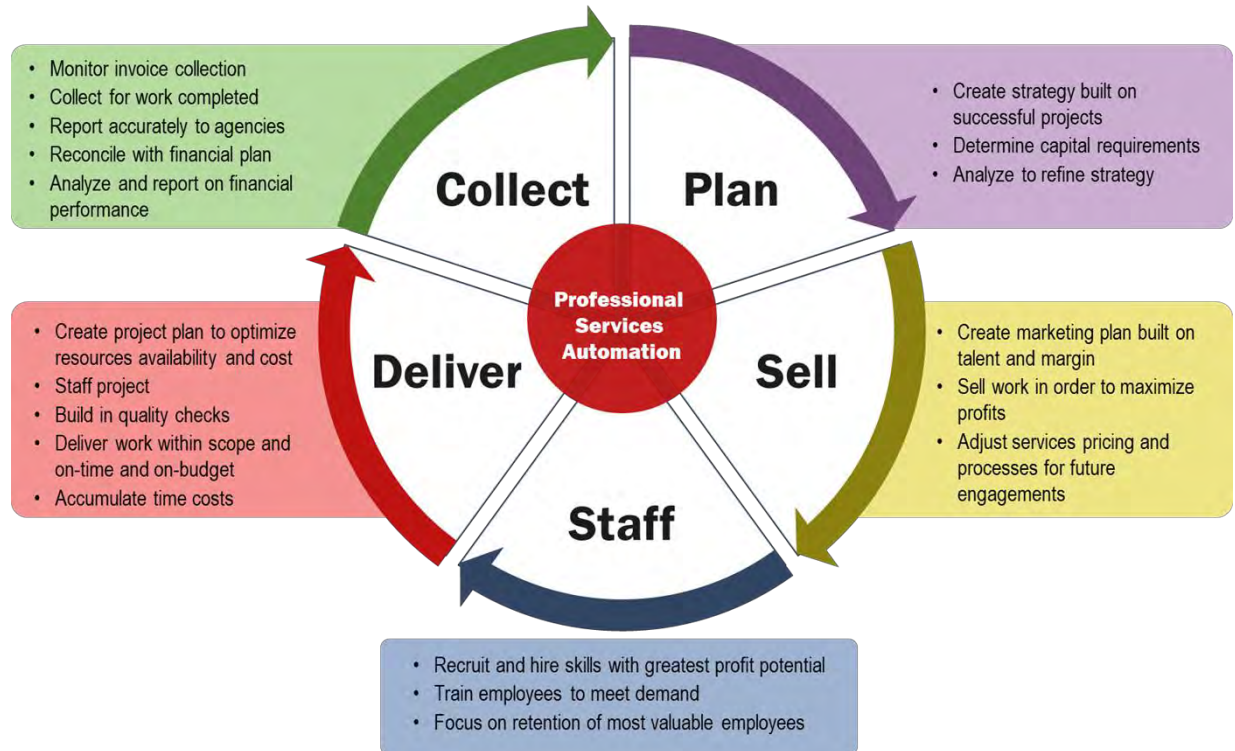 • Monitor invoice collection
• Collect for work completed
• Report accurately to agencies
• Reconcile with financial plan
• Analyze and report on financial
performance
Collect
Plan
• Create strategy built on
successful projects
• Determine capital requirements
• Analyze to refine strategy
Professional
Services
Automation
• Create project plan to optimize
resources availability and cost
• Staff project
• Build in quality checks
• Deliver work within scope and
on-time and on-budget
• Accumulate time costs
Deliver
Sell
• Create marketing plan built on
talent and margin
• Sell work in order to maximize
profits
• Adjust services pricing and
processes for future
engagements
Staff
• Recruit and hire skills with greatest profit potential
• Train employees to meet demand
• Focus on retention of most valuable employees